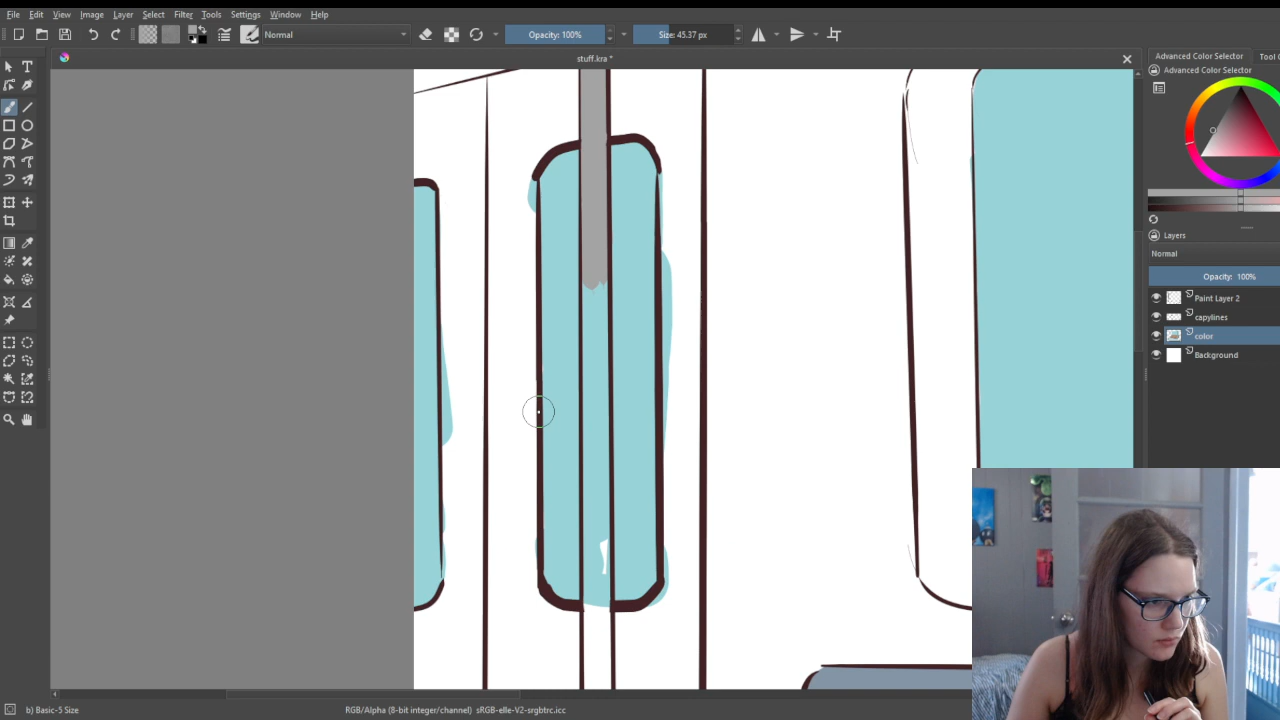 File Edit View Image Layer Select Filter Tools Settings Window Help
Normal Opacity: 100% Size: 45.37 px
stuff.kra *
Advanced Color Selector Tool
Advanced Color Selector
Layers
Normal
Opacity: 100%
Paint Layer 2
capylines
color
Background
b) Basic-5 Size RGB/Alpha (8-bit integer/channel) sRGB-elle-V2-srgbtrc.icc